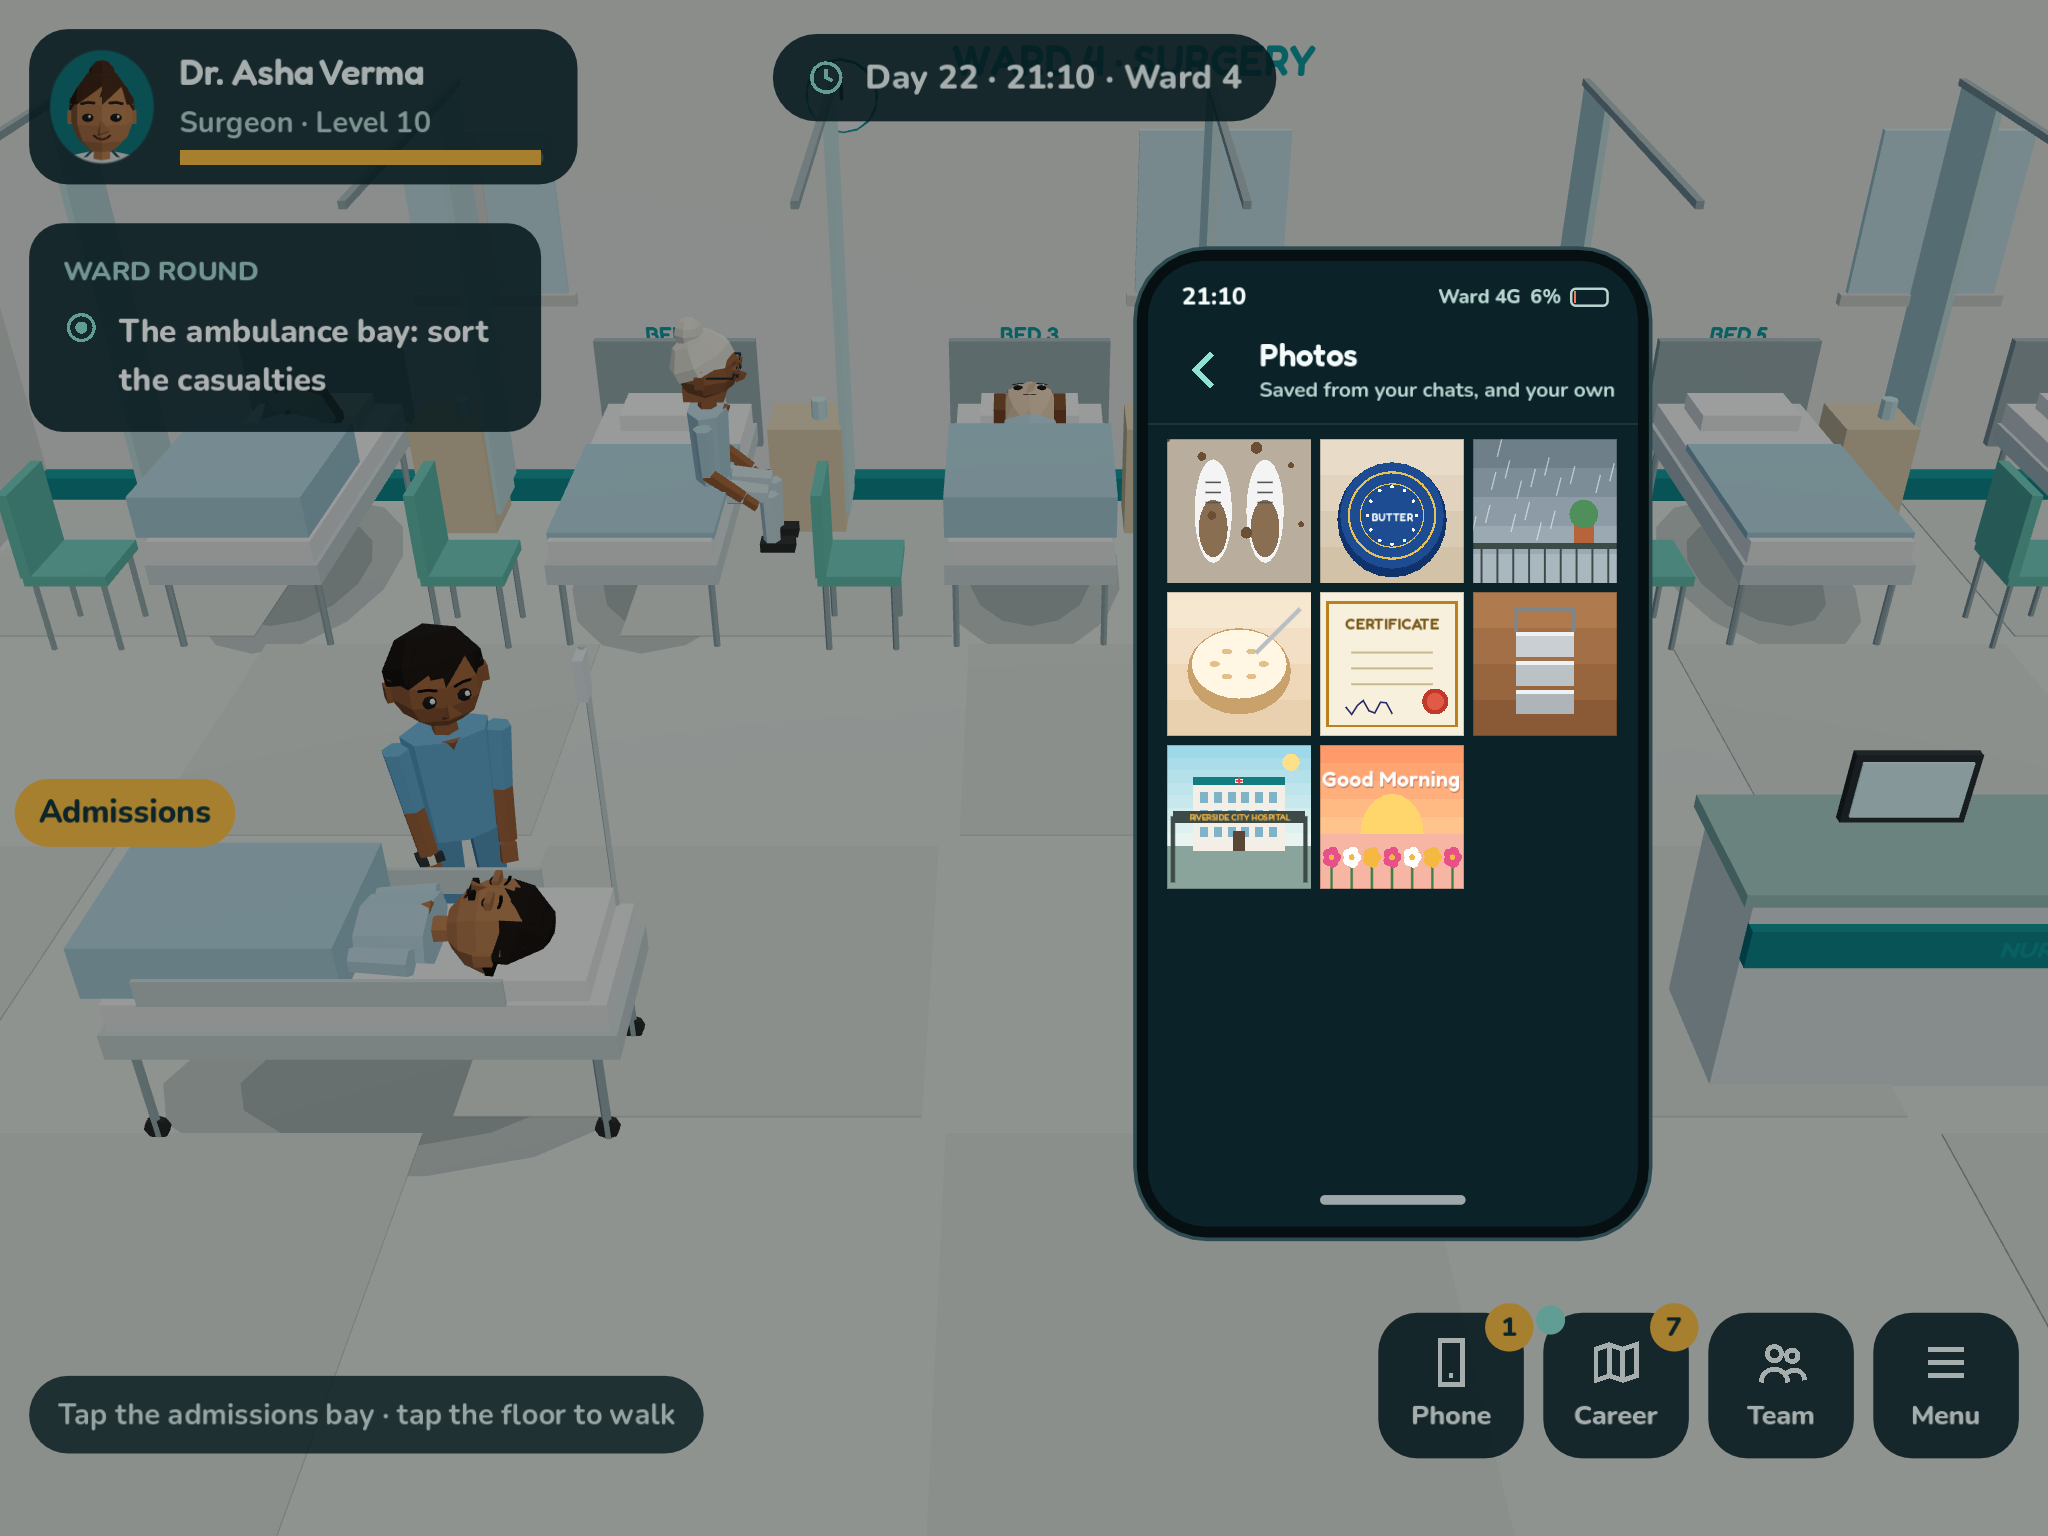 Dr. Asha Verma
Surgeon · Level 10
WARD 4 · SURGERY
Day 22 · 21:10 · Ward 4
WARD ROUND
The ambulance bay: sort
the casualties
BED 3
BED 5
21:10
Ward 4G 6%
Photos
Saved from your chats, and your own
BUTTER
CERTIFICATE
RIVERSIDE CITY HOSPITAL
Good Morning
Admissions
Tap the admissions bay · tap the floor to walk
1
7
Phone
Career
Team
Menu